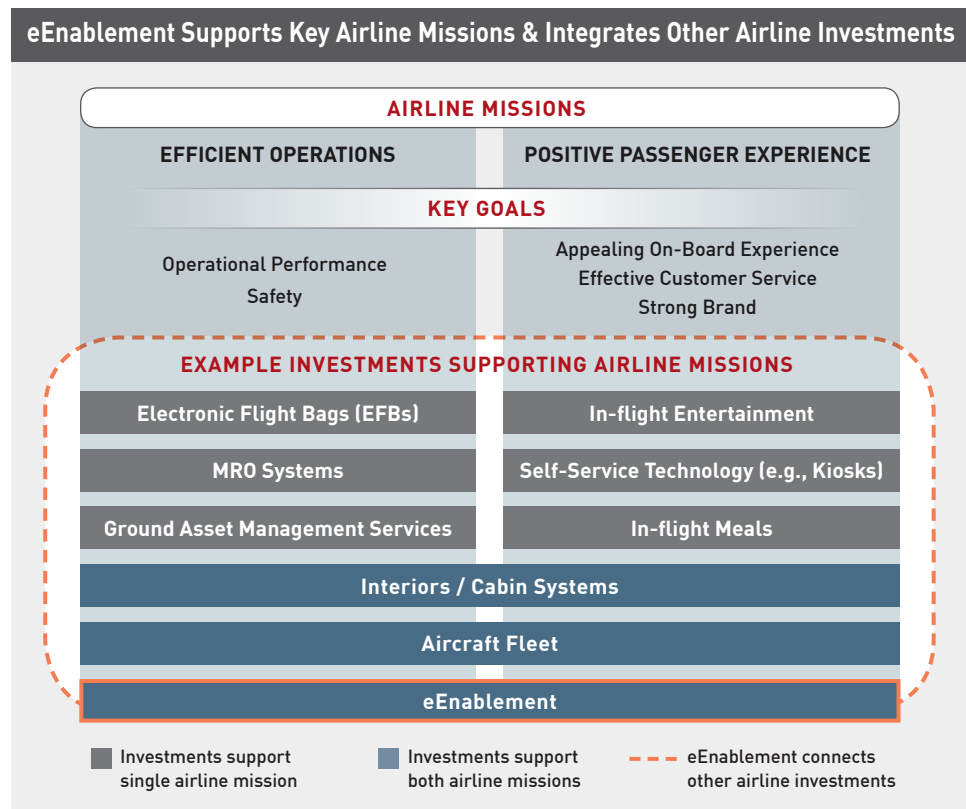 eEnablement Supports Key Airline Missions & Integrates Other Airline Investments
AIRLINE MISSIONS
EFFICIENT OPERATIONS
POSITIVE PASSENGER EXPERIENCE
KEY GOALS
Operational Performance
Safety
Appealing On-Board Experience
Effective Customer Service
Strong Brand
EXAMPLE INVESTMENTS SUPPORTING AIRLINE MISSIONS
Electronic Flight Bags (EFBs)
In-flight Entertainment
MRO Systems
Self-Service Technology (e.g., Kiosks)
Ground Asset Management Services
In-flight Meals
Interiors / Cabin Systems
Aircraft Fleet
eEnablement
Investments support
single airline mission
Investments support
both airline missions
eEnablement connects
other airline investments